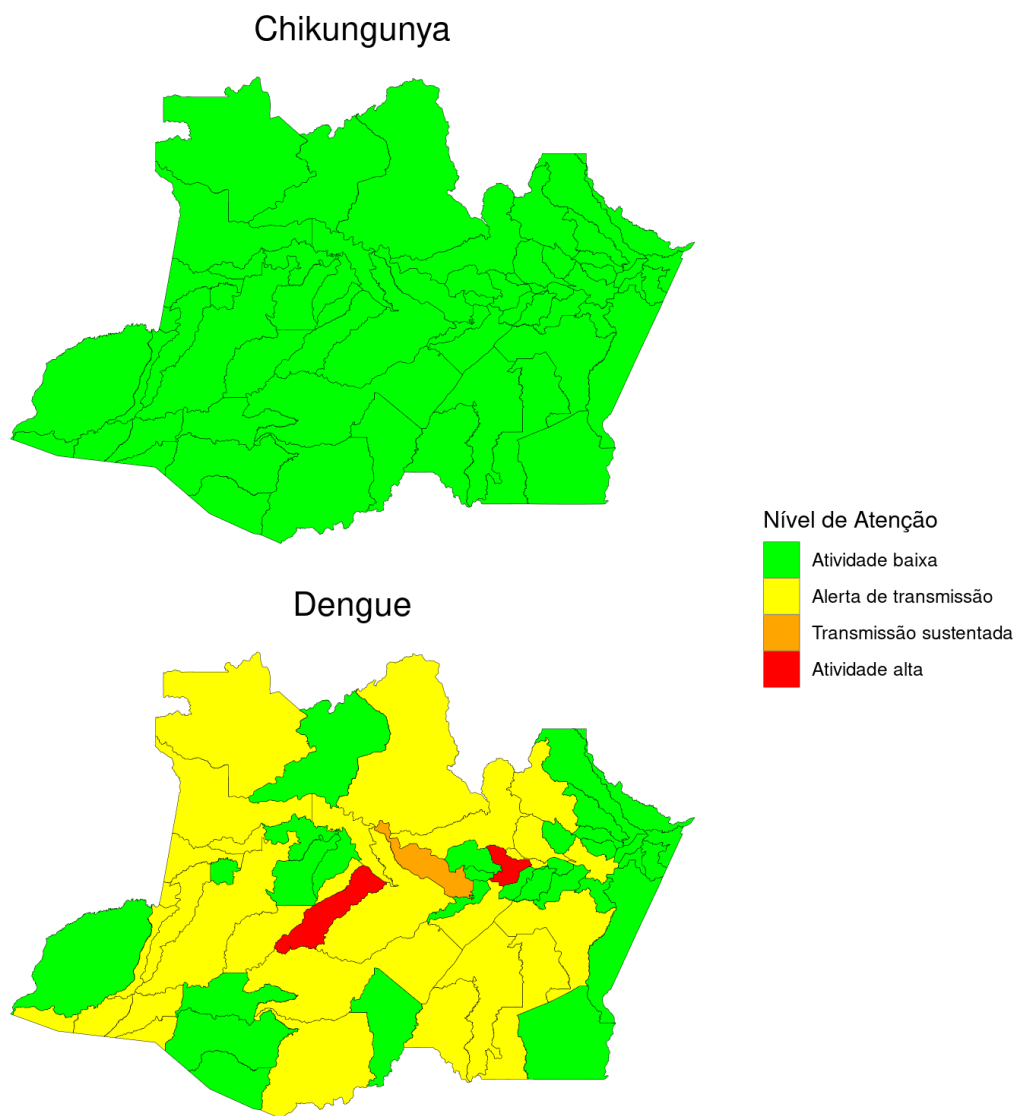 Chikungunya
Nível de Atenção
Atividade baixa
Alerta de transmissão
Transmissão sustentada
Atividade alta
Dengue